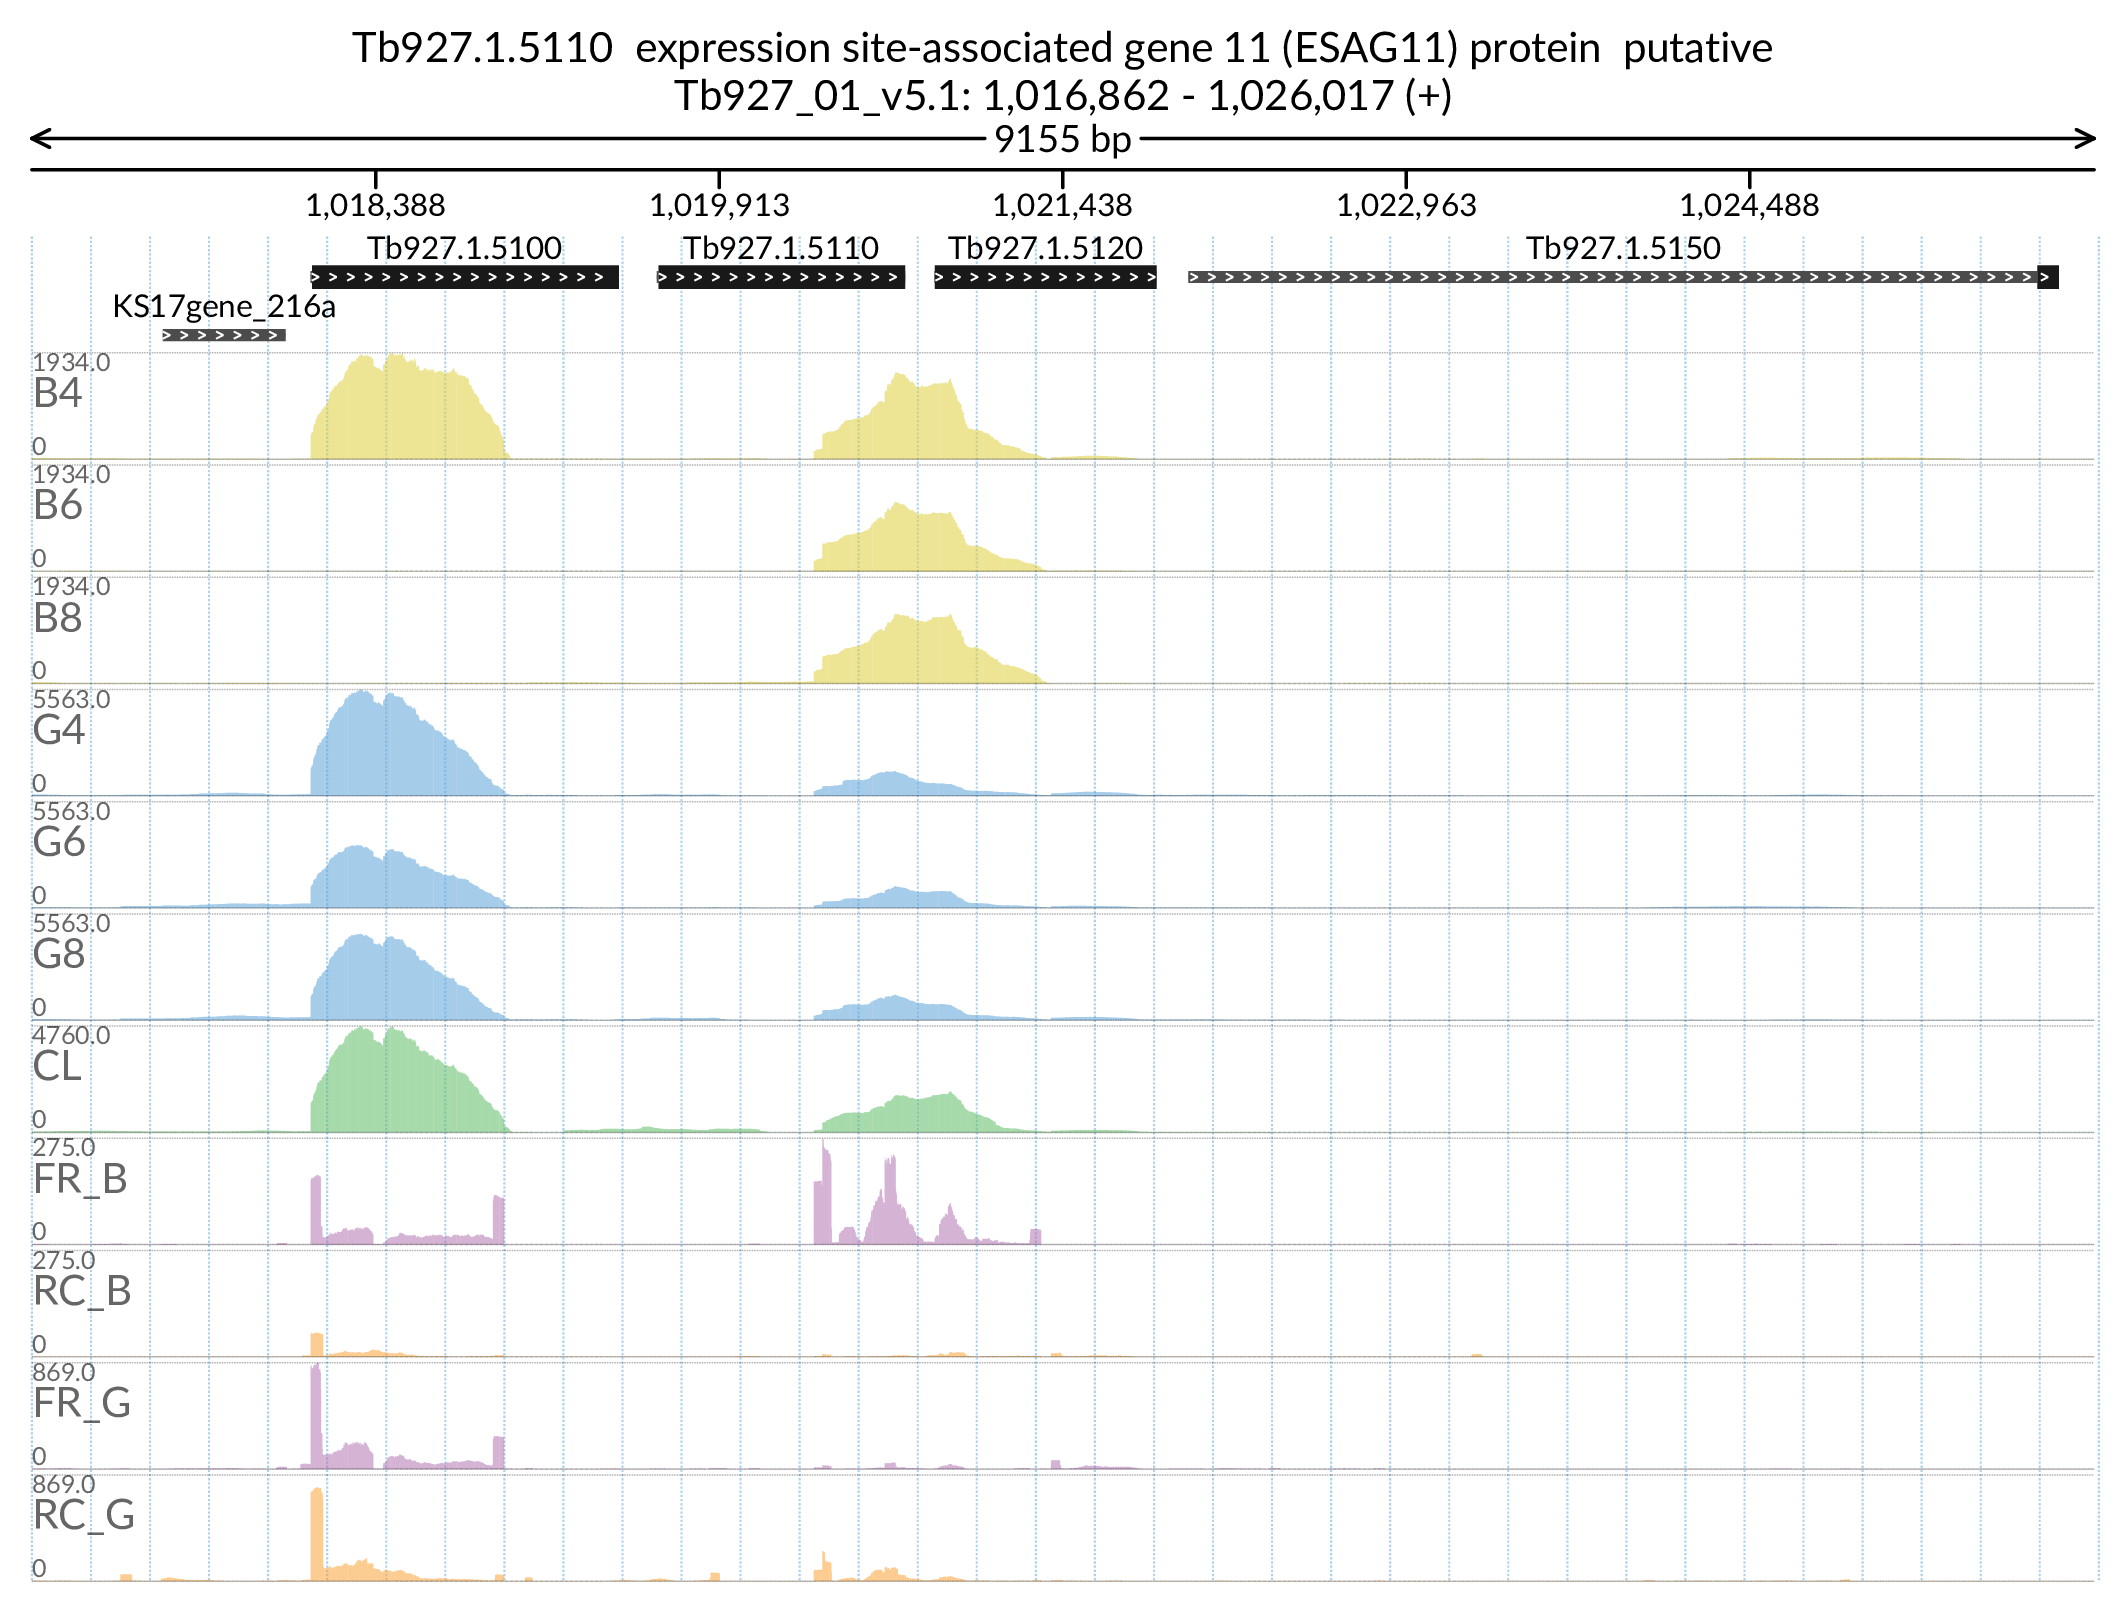 Tb927.1.5110 expression site-associated gene 11 (ESAG11) protein putative
Tb927_01_v5.1: 1,016,862 - 1,026,017 (+)
9155 bp
1,018,388 1,019,913 1,021,438 1,022,963 1,024,488
Tb927.1.5100 Tb927.1.5110 Tb927.1.5120 Tb927.1.5150
KS17gene_216a
1934.0
B4
0
1934.0
B6
0
1934.0
B8
0
5563.0
G4
0
5563.0
G6
0
5563.0
G8
0
4760.0
CL
0
275.0
FR_B
0
275.0
RC_B
0
869.0
FR_G
0
869.0
RC_G
0